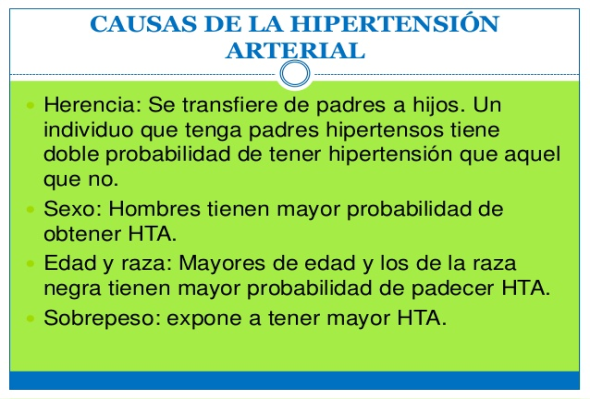 CAUSAS DE LA HIPERTENSIÓN
ARTERIAL
• Herencia: Se transfiere de padres a hijos. Un
individuo que tenga padres hipertensos tiene
doble probabilidad de tener hipertensión que aquel
que no.
• Sexo: Hombres tienen mayor probabilidad de
obtener HTA.
• Edad y raza: Mayores de edad y los de la raza
negra tienen mayor probabilidad de padecer HTA.
• Sobrepeso: expone a tener mayor HTA.